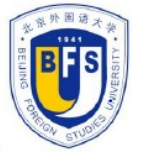 北京外国语大学
1941
BFS
BEIJING FOREIGN STUDIES UNIVERSITY